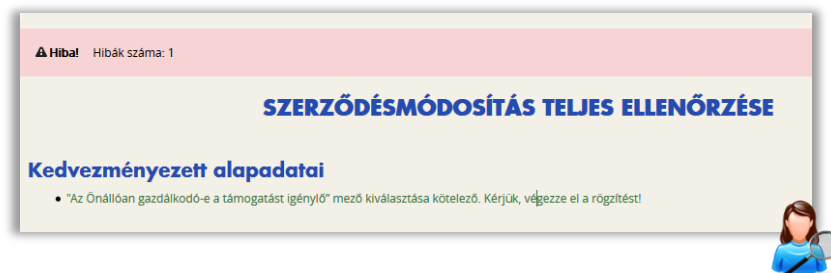 Hiba! Hibák száma: 1
SZERZŐDÉSMÓDOSÍTÁS TELJES ELLENŐRZÉSE
Kedvezményezett alapadatai
• "Az Önállóan gazdálkodó-e a támogatást igénylő" mező kiválasztása kötelező. Kérjük, végezze el a rögzítést!